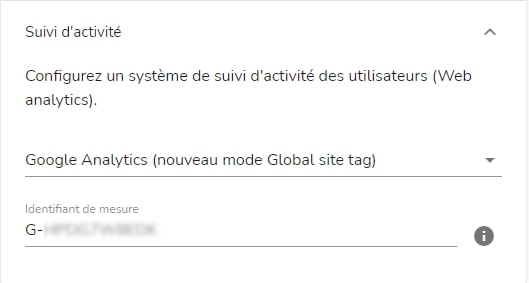 Suivi d'activité
Configurez un système de suivi d'activité des utilisateurs (Web
analytics).
Google Analytics (nouveau mode Global site tag)
Identifiant de mesure
G-